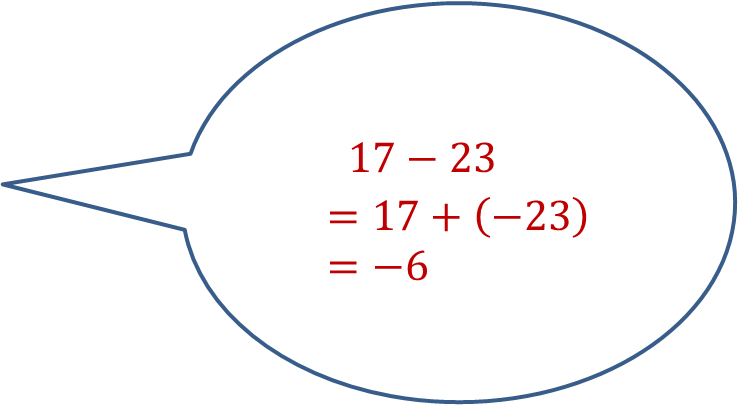 17 − 23
= 17 + (−23)
= −6